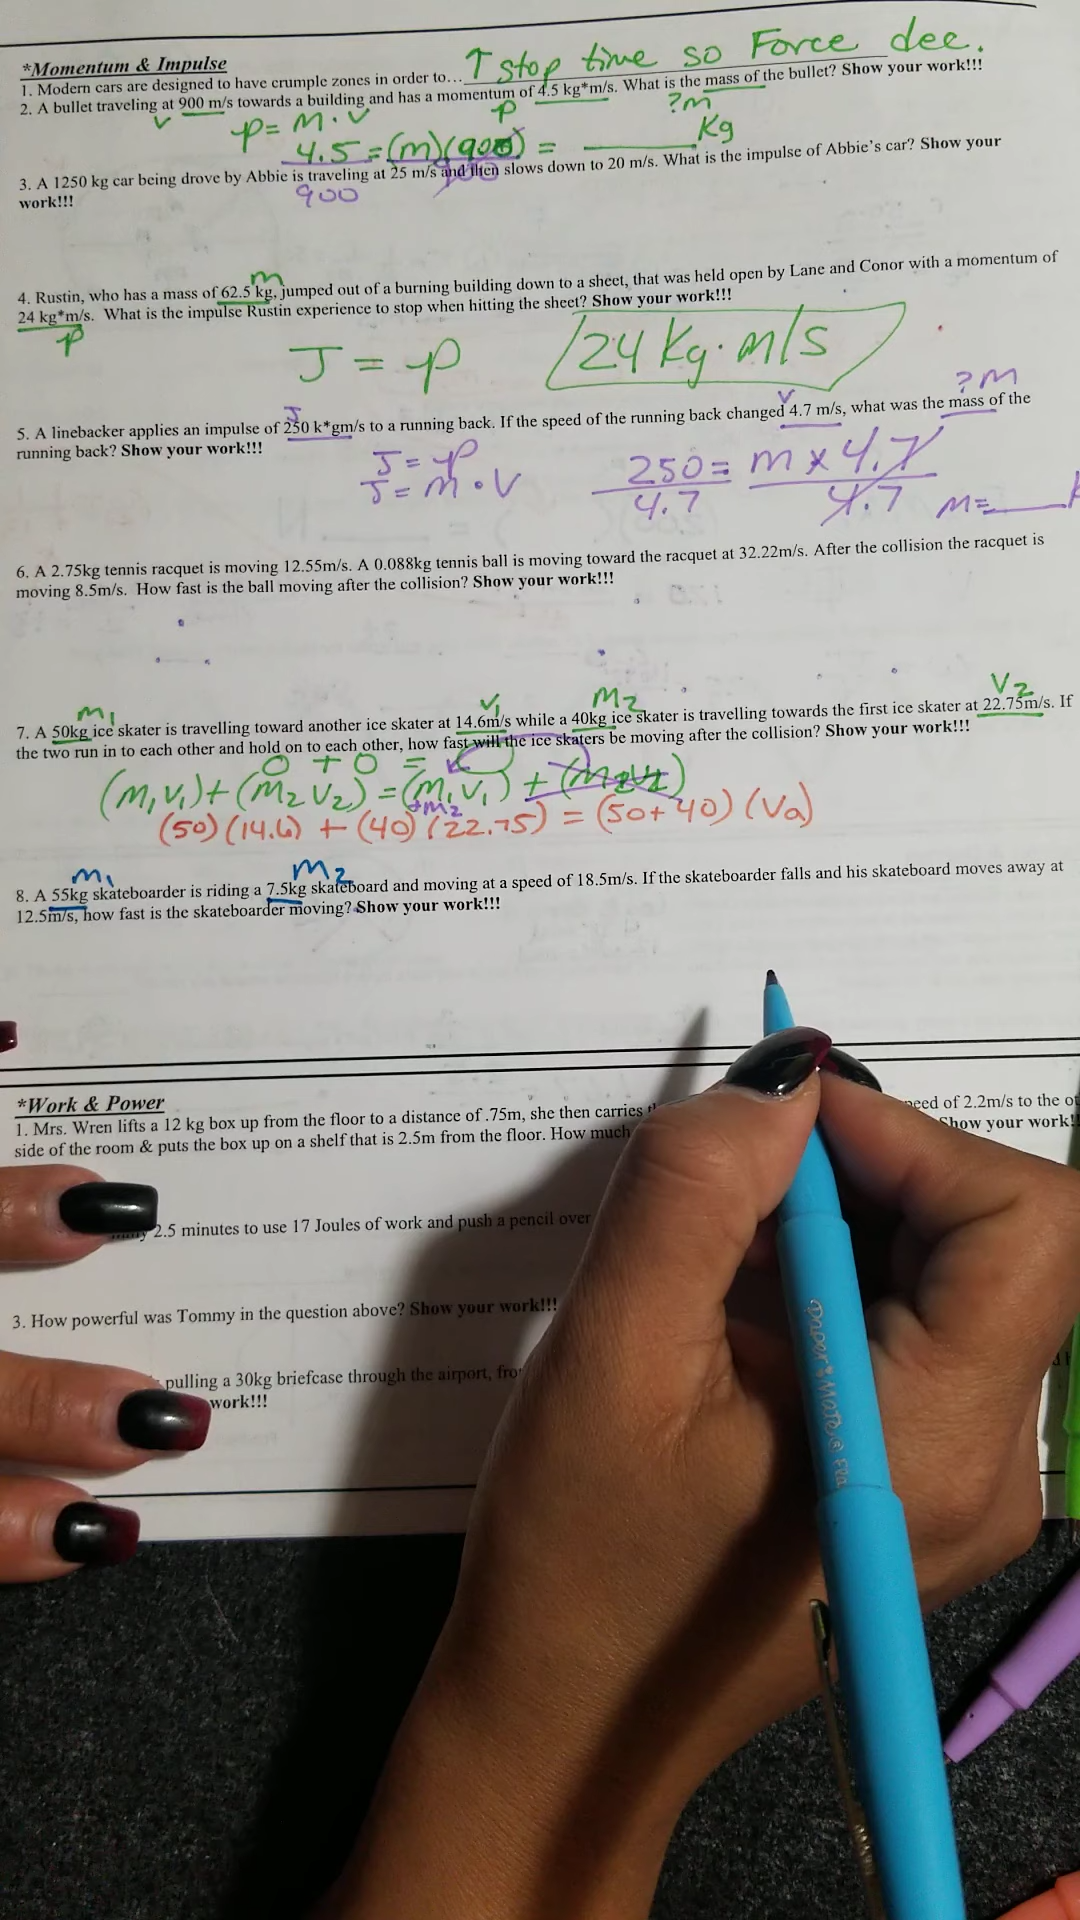 *Momentum & Impulse
1. Modern cars are designed to have crumple zones in order to... ↑ stop time so Force dec.
2. A bullet traveling at 900 m/s towards a building and has a momentum of 4.5 kg*m/s. What is the mass of the bullet? Show your work!!!
v p ?m
p= m·v
4.5 =(m)(900) = ______ Kg
900
3. A 1250 kg car being drove by Abbie is traveling at 25 m/s and then slows down to 20 m/s. What is the impulse of Abbie's car? Show your
work!!!
m
4. Rustin, who has a mass of 62.5 kg, jumped out of a burning building down to a sheet, that was held open by Lane and Conor with a momentum of
24 kg*m/s. What is the impulse Rustin experience to stop when hitting the sheet? Show your work!!!
p
J = p 24 Kg·m/s
J v ?m
5. A linebacker applies an impulse of 250 k*gm/s to a running back. If the speed of the running back changed 4.7 m/s, what was the mass of the
running back? Show your work!!!
J = p
J = m·v
250 = m x 4.7
4.7 4.7 m=____
6. A 2.75kg tennis racquet is moving 12.55m/s. A 0.088kg tennis ball is moving toward the racquet at 32.22m/s. After the collision the racquet is
moving 8.5m/s. How fast is the ball moving after the collision? Show your work!!!
m1 v1 m2 v2
7. A 50kg ice skater is travelling toward another ice skater at 14.6m/s while a 40kg ice skater is travelling towards the first ice skater at 22.75m/s. If
the two run in to each other and hold on to each other, how fast will the ice skaters be moving after the collision? Show your work!!!
0 + 0 =
(m1v1)+(m2v2)=(m1v1)+(m2v2)
+m2
(50)(14.6) + (40)(22.75) = (50+40)(Va)
m1 m2
8. A 55kg skateboarder is riding a 7.5kg skateboard and moving at a speed of 18.5m/s. If the skateboarder falls and his skateboard moves away at
12.5m/s, how fast is the skateboarder moving? Show your work!!!
*Work & Power
1. Mrs. Wren lifts a 12 kg box up from the floor to a distance of .75m, she then carries eed of 2.2m/s to the
side of the room & puts the box up on a shelf that is 2.5m from the floor. How much Show your work!
2.5 minutes to use 17 Joules of work and push a pencil over
3. How powerful was Tommy in the question above? Show your work!!!
pulling a 30kg briefcase through the airport,
work!!!
Paper Mate